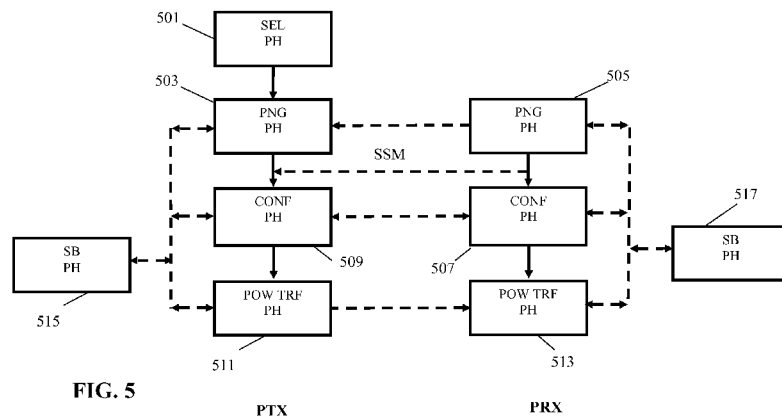 501
SEL
PH
503
PNG
PH
505
PNG
PH
SSM
CONF
PH
509
CONF
PH
507
517
SB
PH
SB
PH
515
POW TRF
PH
511
POW TRF
PH
513
FIG. 5
PTX
PRX